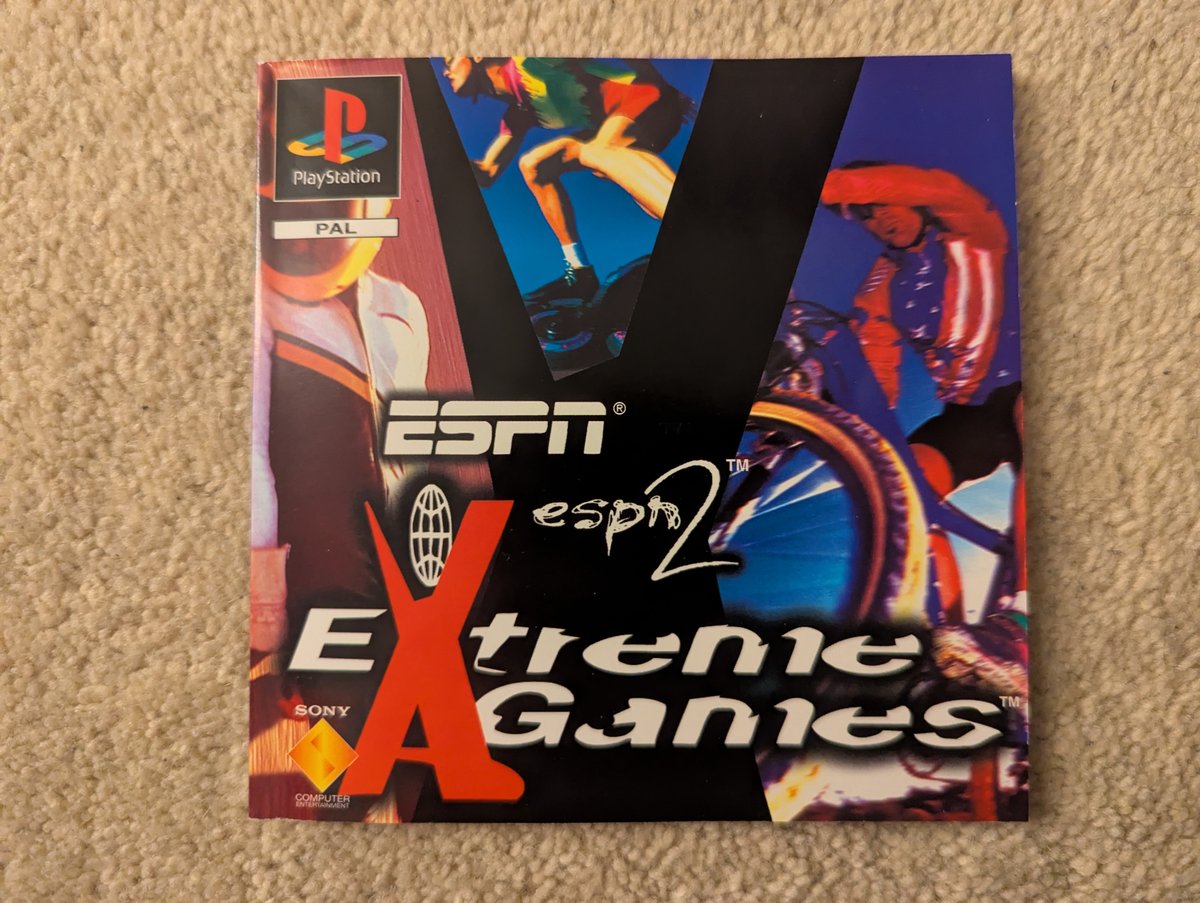 PlayStation
PAL
ESPN®
espn2™
Extreme
Games™
SONY
COMPUTER
ENTERTAINMENT